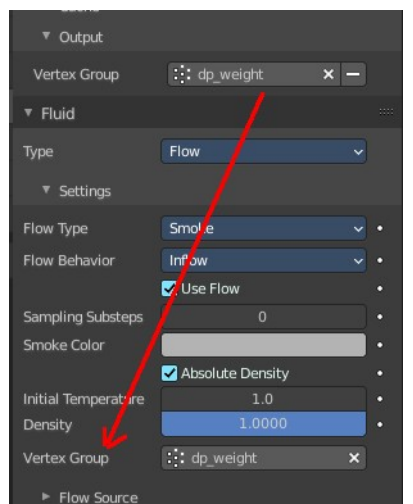 Output
Vertex Group dp_weight
Fluid
Type Flow
Settings
Flow Type Smoke
Flow Behavior Inflow
Use Flow
Sampling Substeps 0
Smoke Color
Absolute Density
Initial Temperature 1.0
Density 1.0000
Vertex Group dp_weight
Flow Source